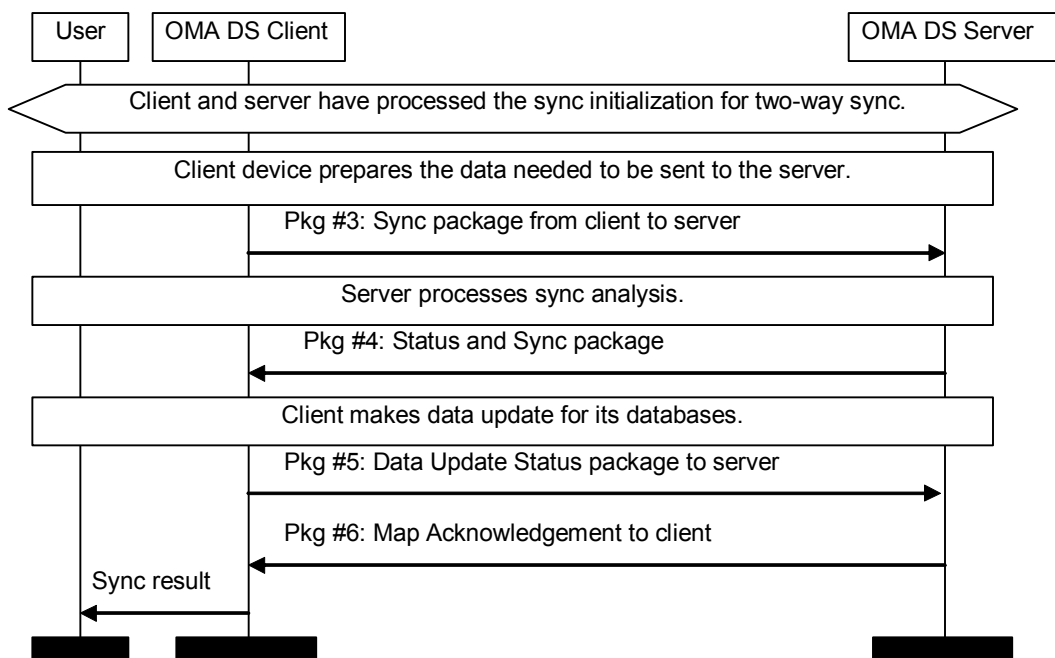 User
OMA DS Client
OMA DS Server
Client and server have processed the sync initialization for two-way sync.
Client device prepares the data needed to be sent to the server.
Pkg #3: Sync package from client to server
Server processes sync analysis.
Pkg #4: Status and Sync package
Client makes data update for its databases.
Pkg #5: Data Update Status package to server
Pkg #6: Map Acknowledgement to client
Sync result